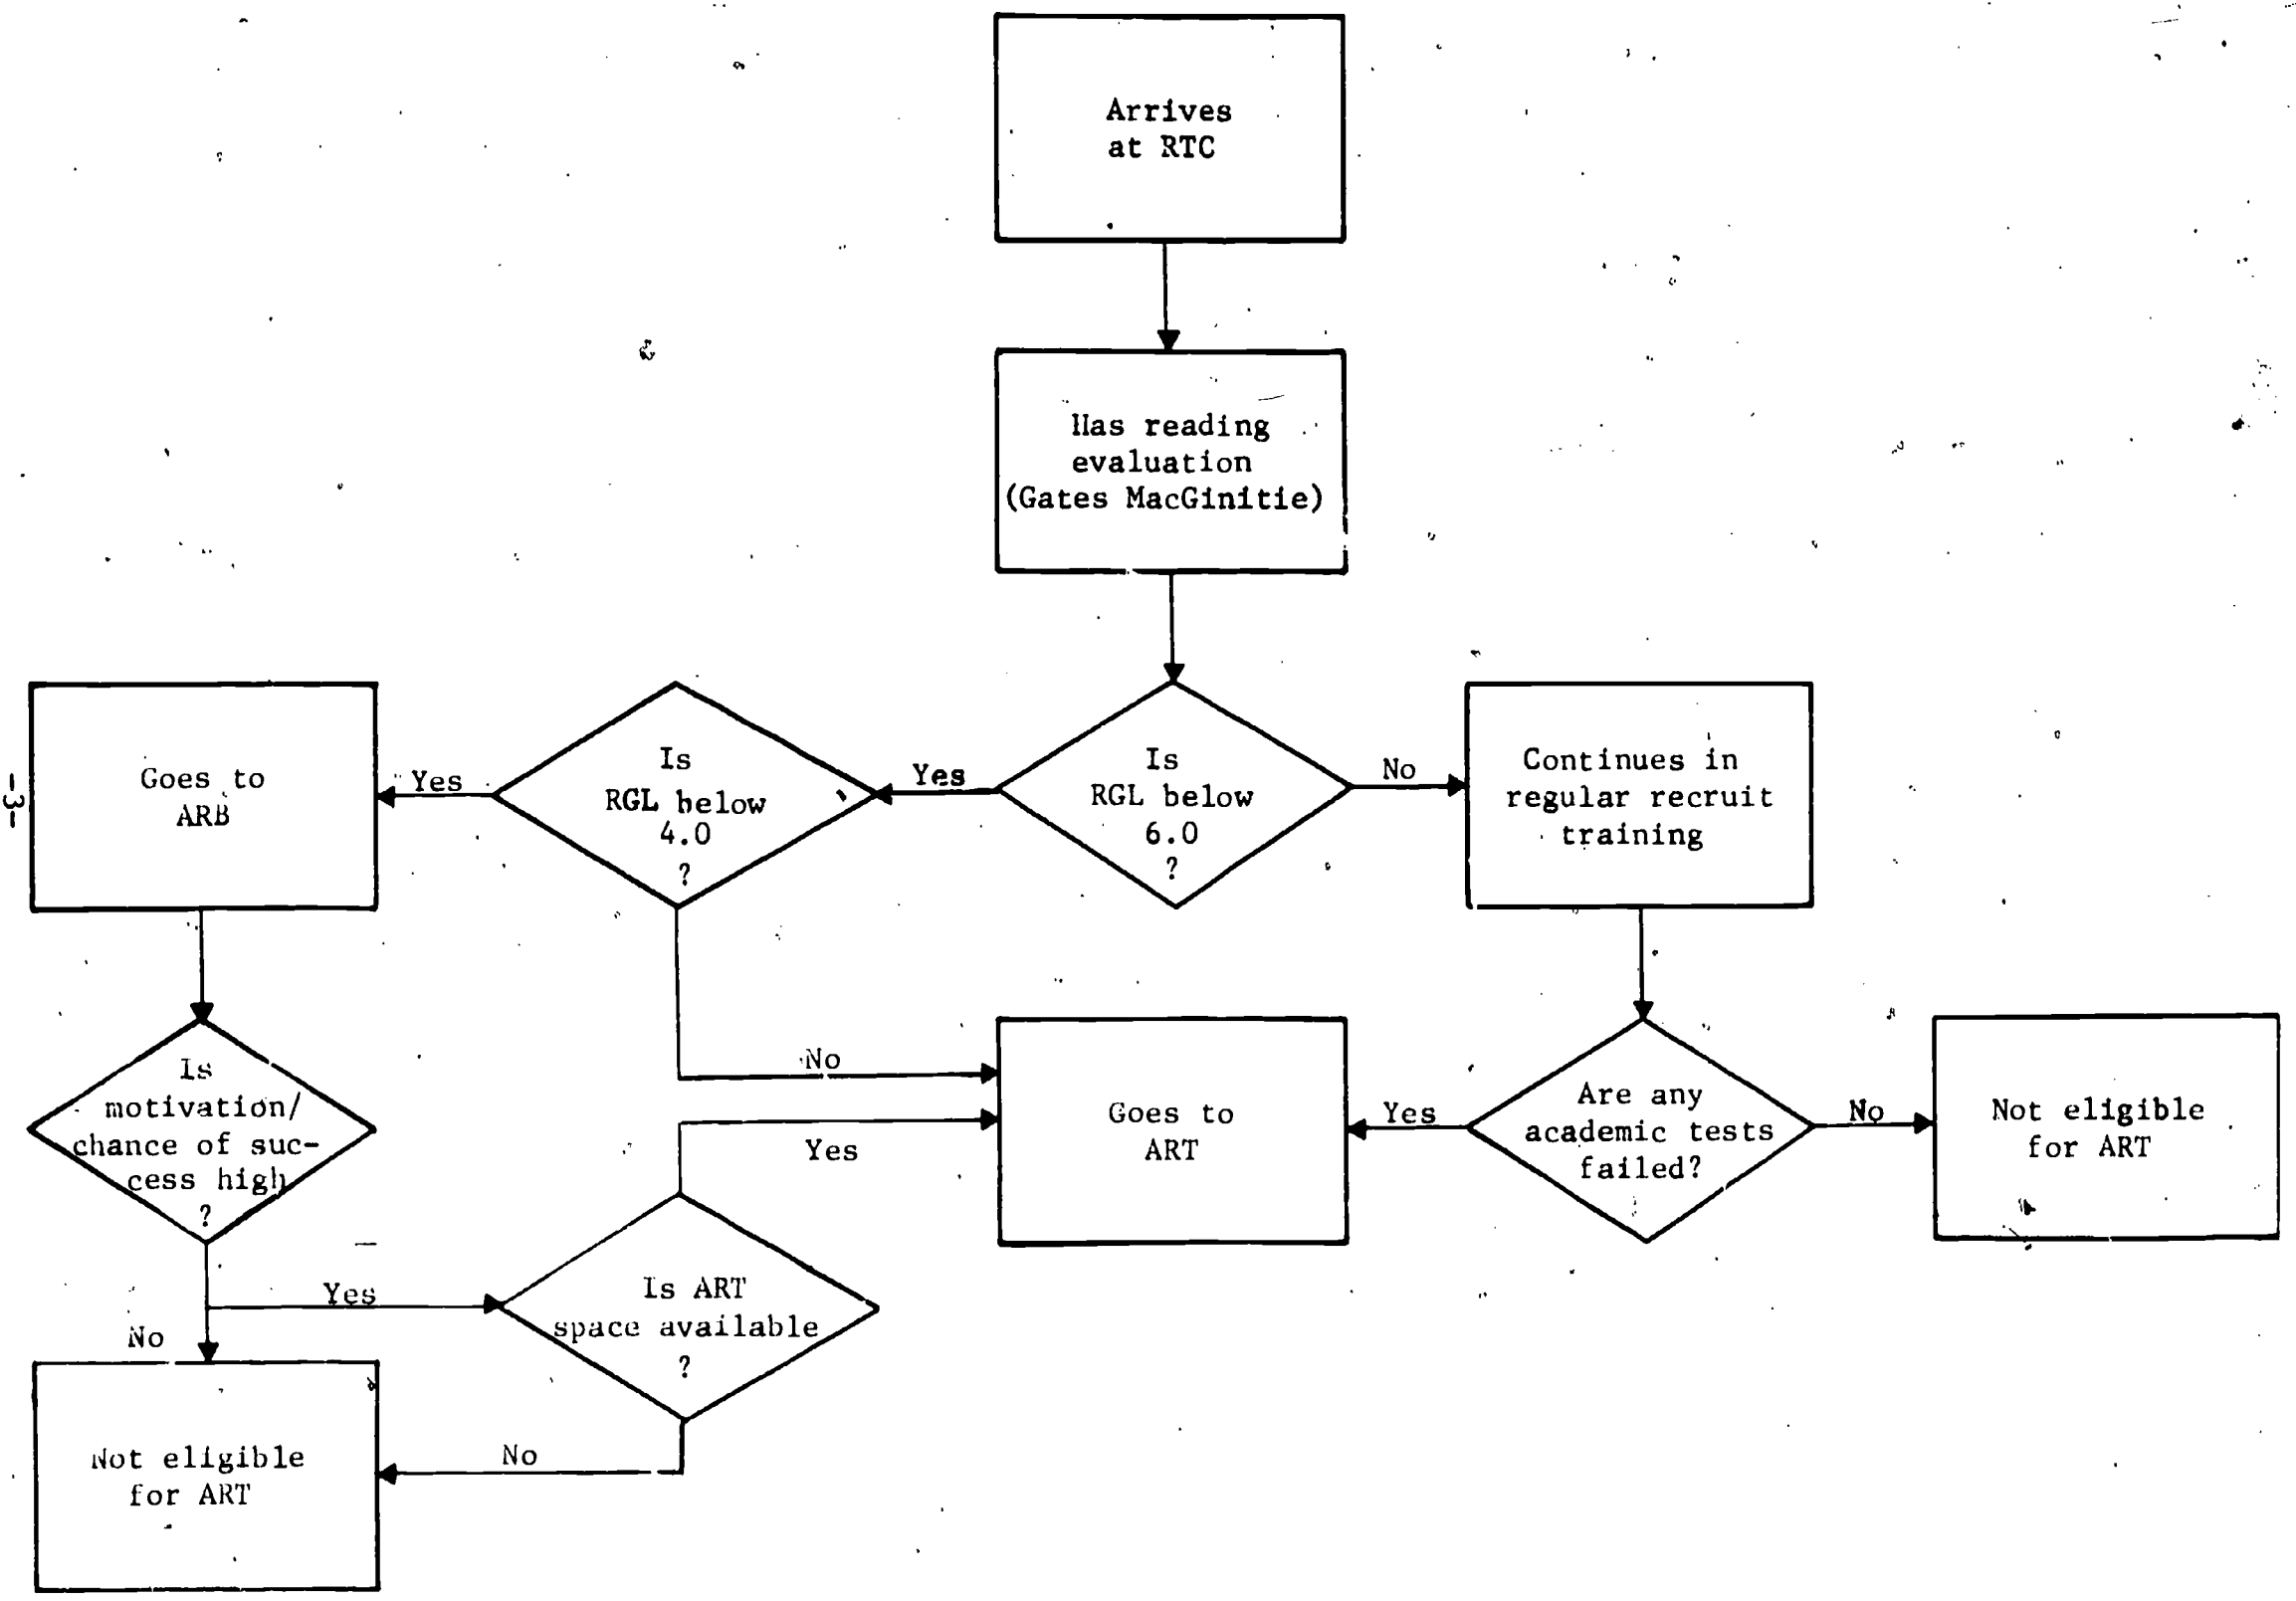 Arrives
at RTC
Has reading
evaluation
(Gates MacGinitie)
Is
RGL below
6.0
?
Yes
No
Is
RGL below
4.0
?
Yes
No
Goes to
ARB
Continues in
regular recruit
training
-3-
Is
motivation/
chance of suc-
cess high
?
Yes
No
Is ART
space available
?
Yes
No
Goes to
ART
Are any
academic tests
failed?
Yes
No
Not eligible
for ART
Not eligible
for ART